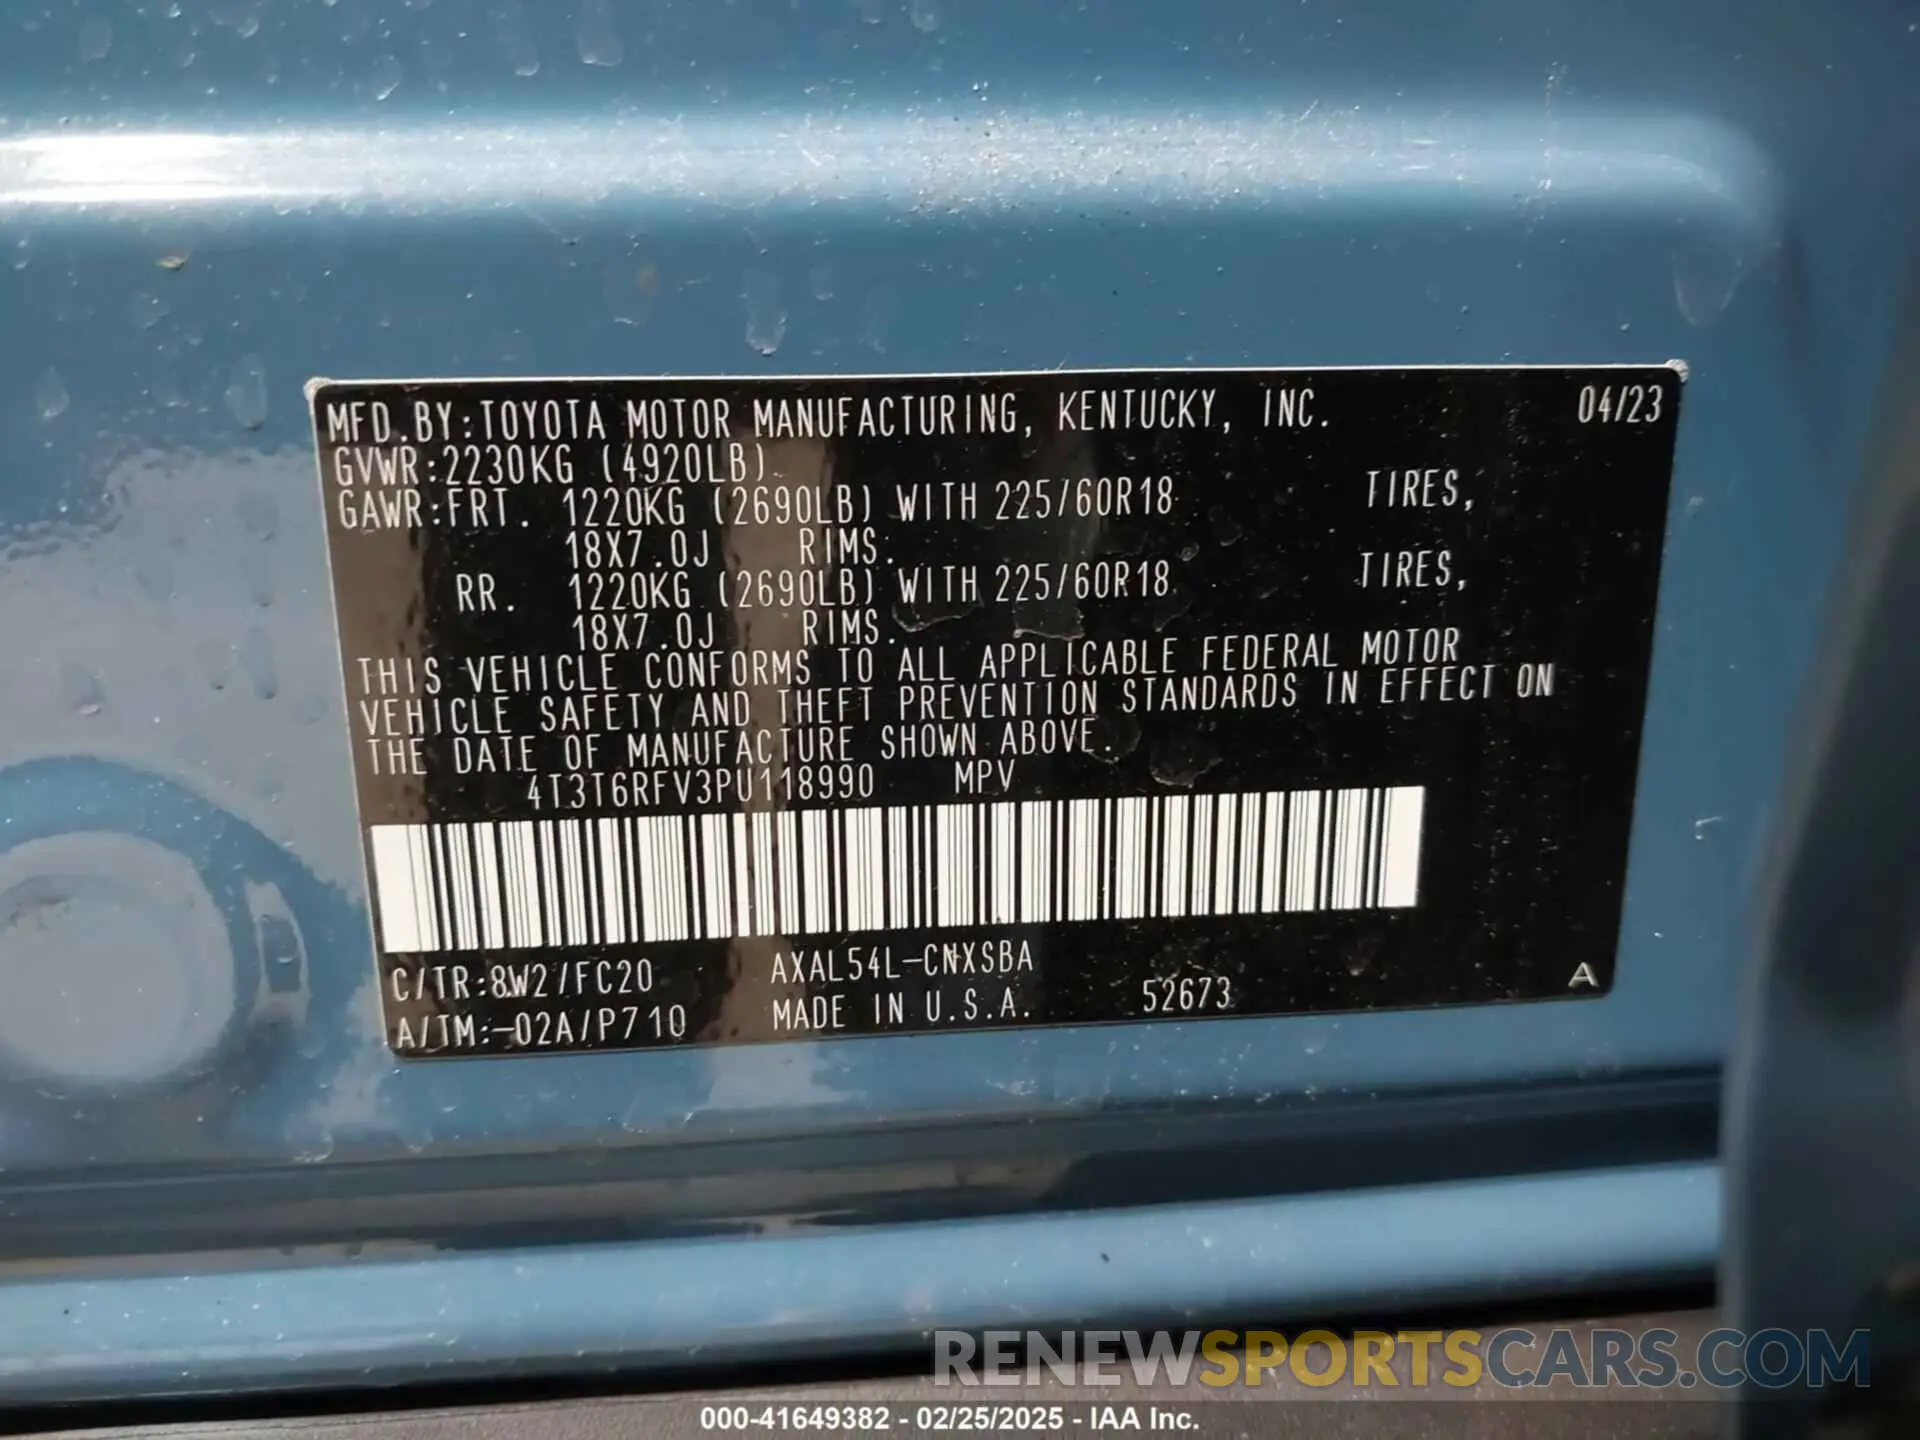 MFD.BY:TOYOTA MOTOR MANUFACTURING, KENTUCKY, INC. 04/23
GVWR:2230KG (4920LB)
GAWR:FRT. 1220KG (2690LB) WITH 225/60R18 TIRES,
18X7.0J RIMS.
RR. 1220KG (2690LB) WITH 225/60R18 TIRES,
18X7.0J RIMS.
THIS VEHICLE CONFORMS TO ALL APPLICABLE FEDERAL MOTOR
VEHICLE SAFETY AND THEFT PREVENTION STANDARDS IN EFFECT ON
THE DATE OF MANUFACTURE SHOWN ABOVE.
4T3T6RFV3PU118990 MPV
C/TR:8W2/FC20 AXAL54L-CNXSBA
A/TM:-02A/P710 MADE IN U.S.A. 52673 A
RENEWSPORTSCARS.COM
000-41649382 - 02/25/2025 - IAA Inc.